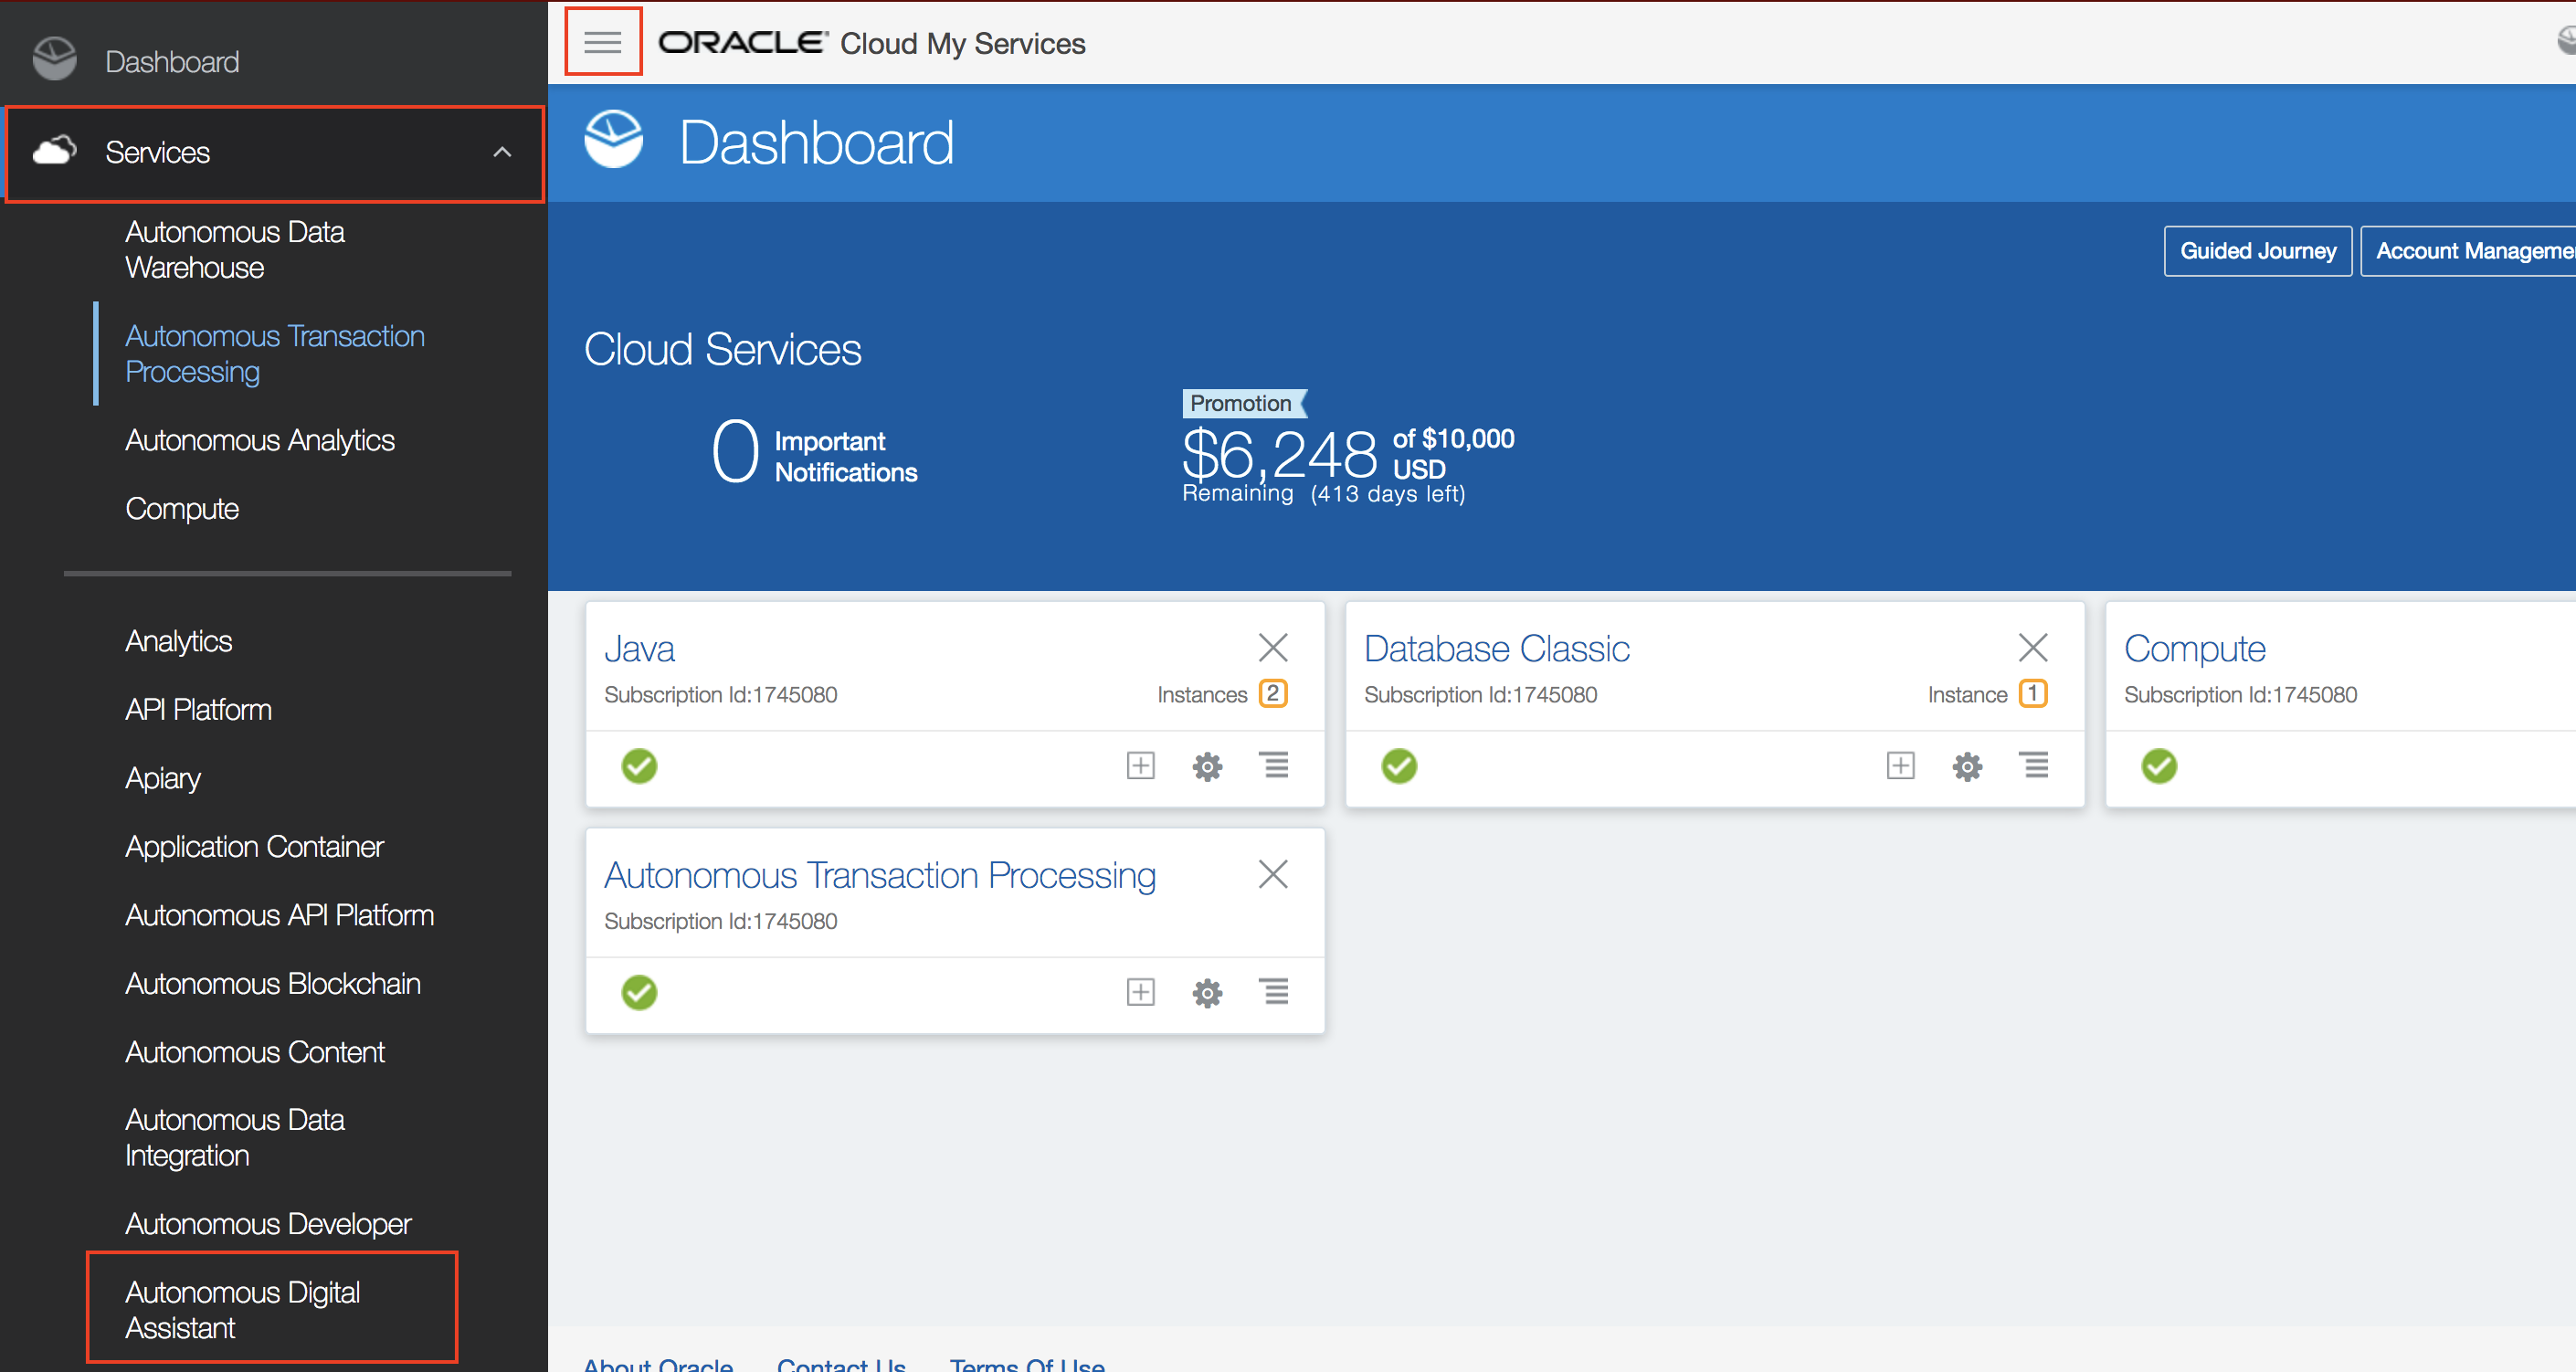 Dashboard
Services
Autonomous Data
Warehouse
Autonomous Transaction
Processing
Autonomous Analytics
Compute
Analytics
API Platform
Apiary
Application Container
Autonomous API Platform
Autonomous Blockchain
Autonomous Content
Autonomous Data
Integration
Autonomous Developer
Autonomous Digital
Assistant
ORACLE® Cloud My Services
Dashboard
Guided Journey
Account Manageme
Cloud Services
0 Important
Notifications
Promotion
$6,248 of $10,000
USD
Remaining (413 days left)
Java
Subscription Id:1745080
Instances 2
Database Classic
Subscription Id:1745080
Instance 1
Compute
Subscription Id:1745080
Autonomous Transaction Processing
Subscription Id:1745080
About Oracle Contact Us Terms Of Use